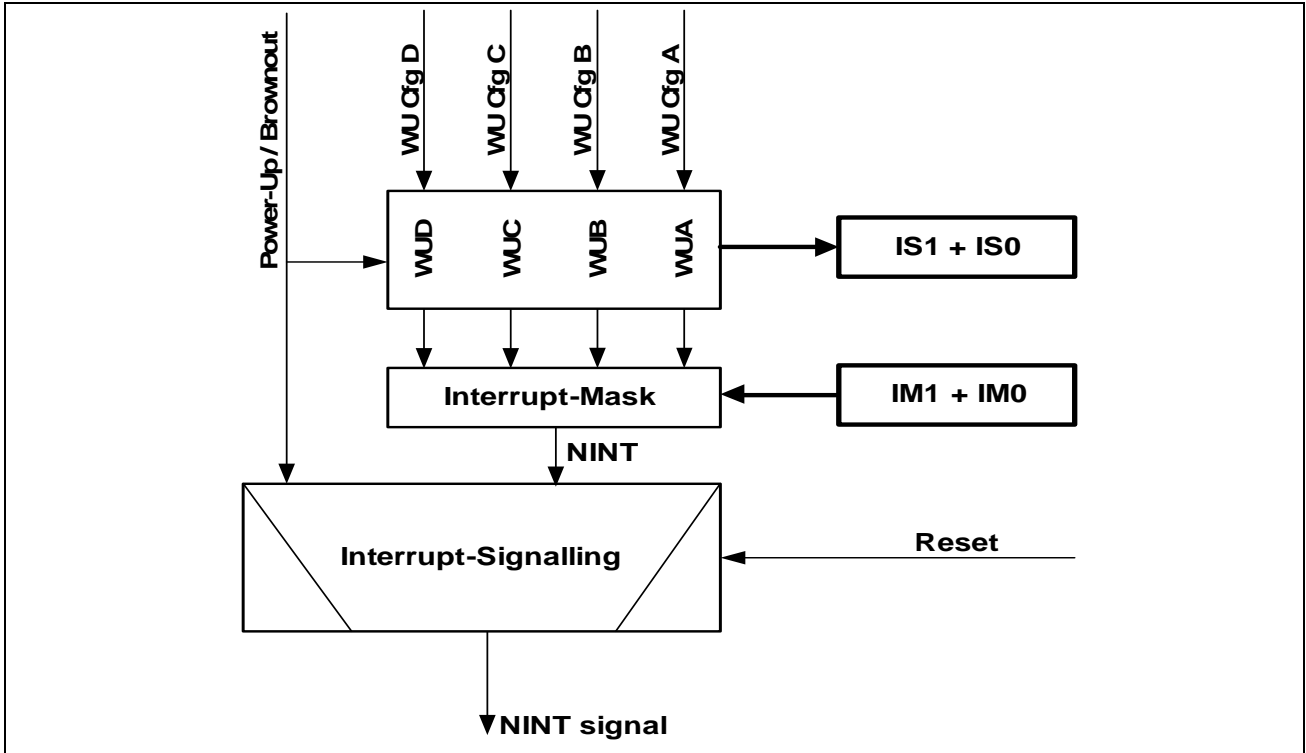 Power-Up / Brownout
WU Cfg D
WU Cfg C
WU Cfg B
WU Cfg A
WUD
WUC
WUB
WUA
IS1 + IS0
Interrupt-Mask
IM1 + IM0
NINT
Interrupt-Signalling
Reset
NINT signal